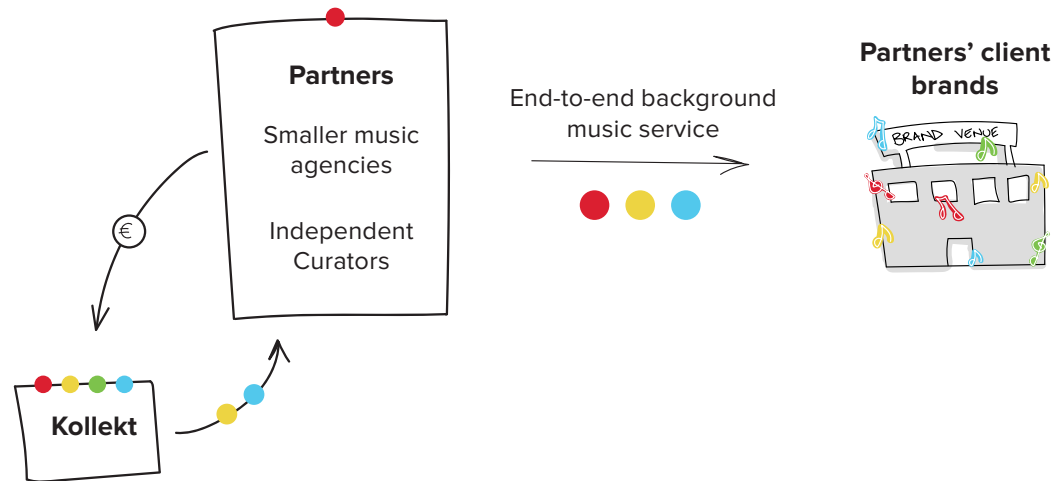 Partners
Smaller music
agencies
Independent
Curators
€
Kollekt
End-to-end background
music service
Partners' client
brands
BRAND VENUE